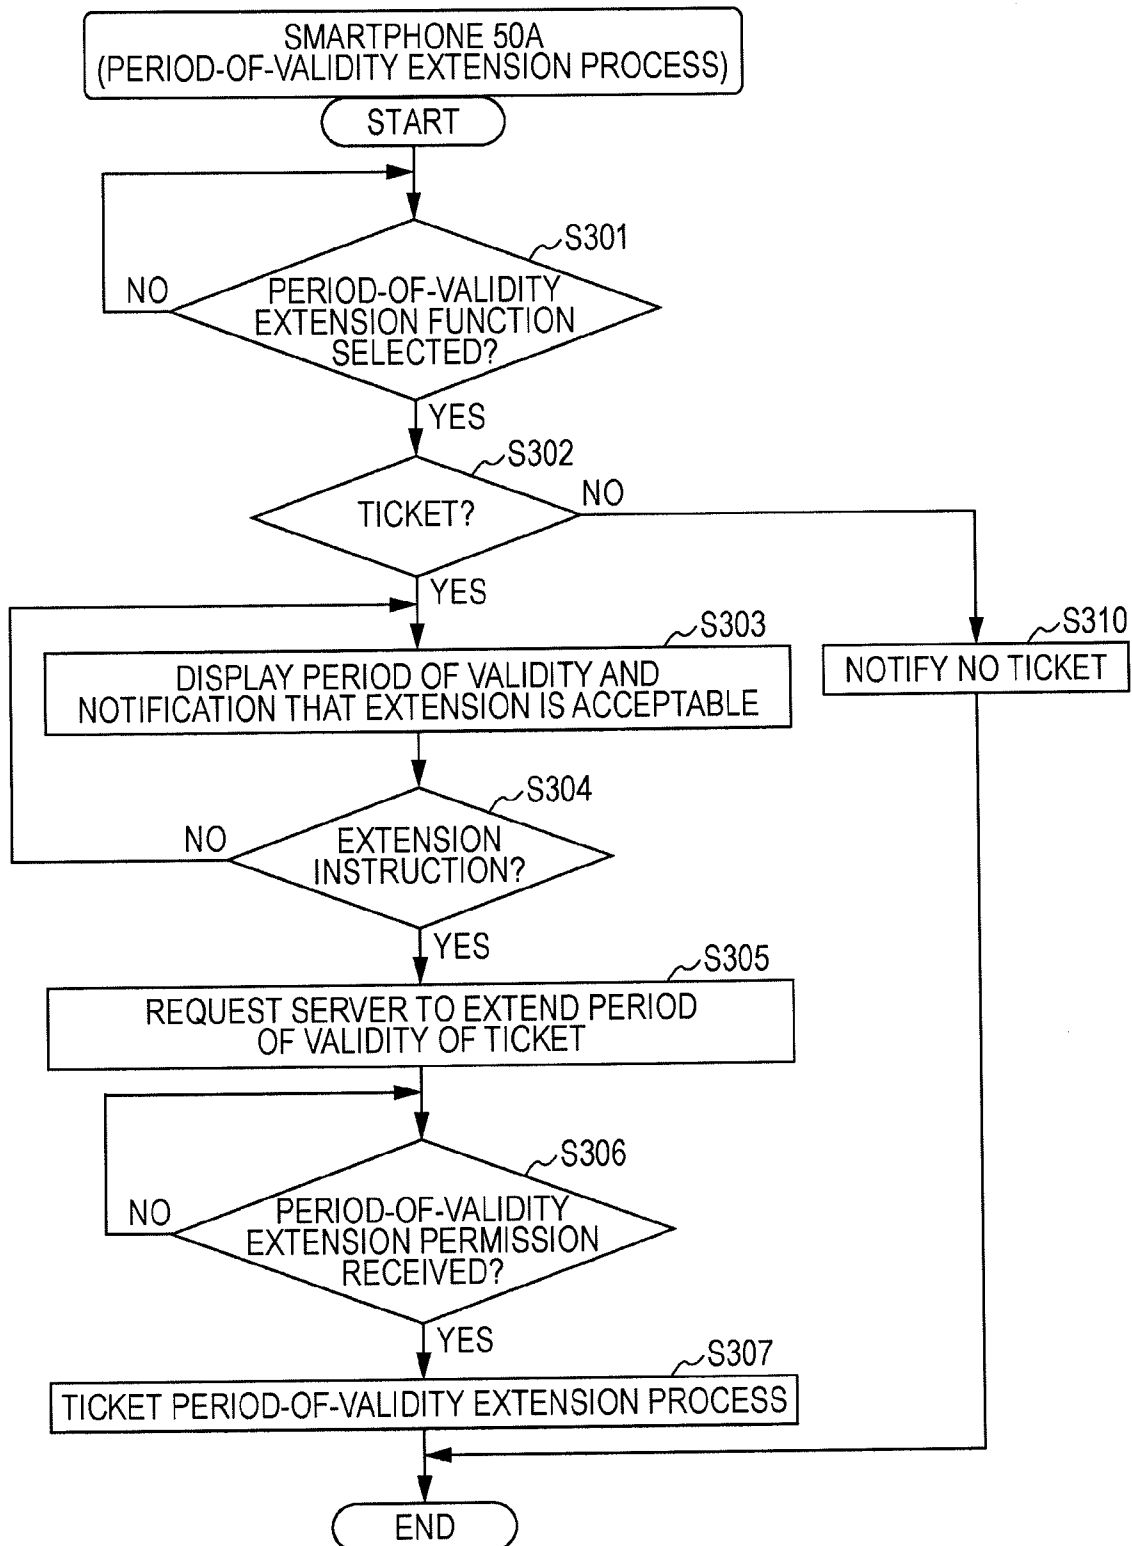 SMARTPHONE 50A
(PERIOD-OF-VALIDITY EXTENSION PROCESS)
START
S301
NO
PERIOD-OF-VALIDITY
EXTENSION FUNCTION
SELECTED?
YES
S302
TICKET?
NO
YES
S303
DISPLAY PERIOD OF VALIDITY AND
NOTIFICATION THAT EXTENSION IS ACCEPTABLE
S310
NOTIFY NO TICKET
S304
NO
EXTENSION
INSTRUCTION?
YES
S305
REQUEST SERVER TO EXTEND PERIOD
OF VALIDITY OF TICKET
S306
NO
PERIOD-OF-VALIDITY
EXTENSION PERMISSION
RECEIVED?
YES
S307
TICKET PERIOD-OF-VALIDITY EXTENSION PROCESS
END